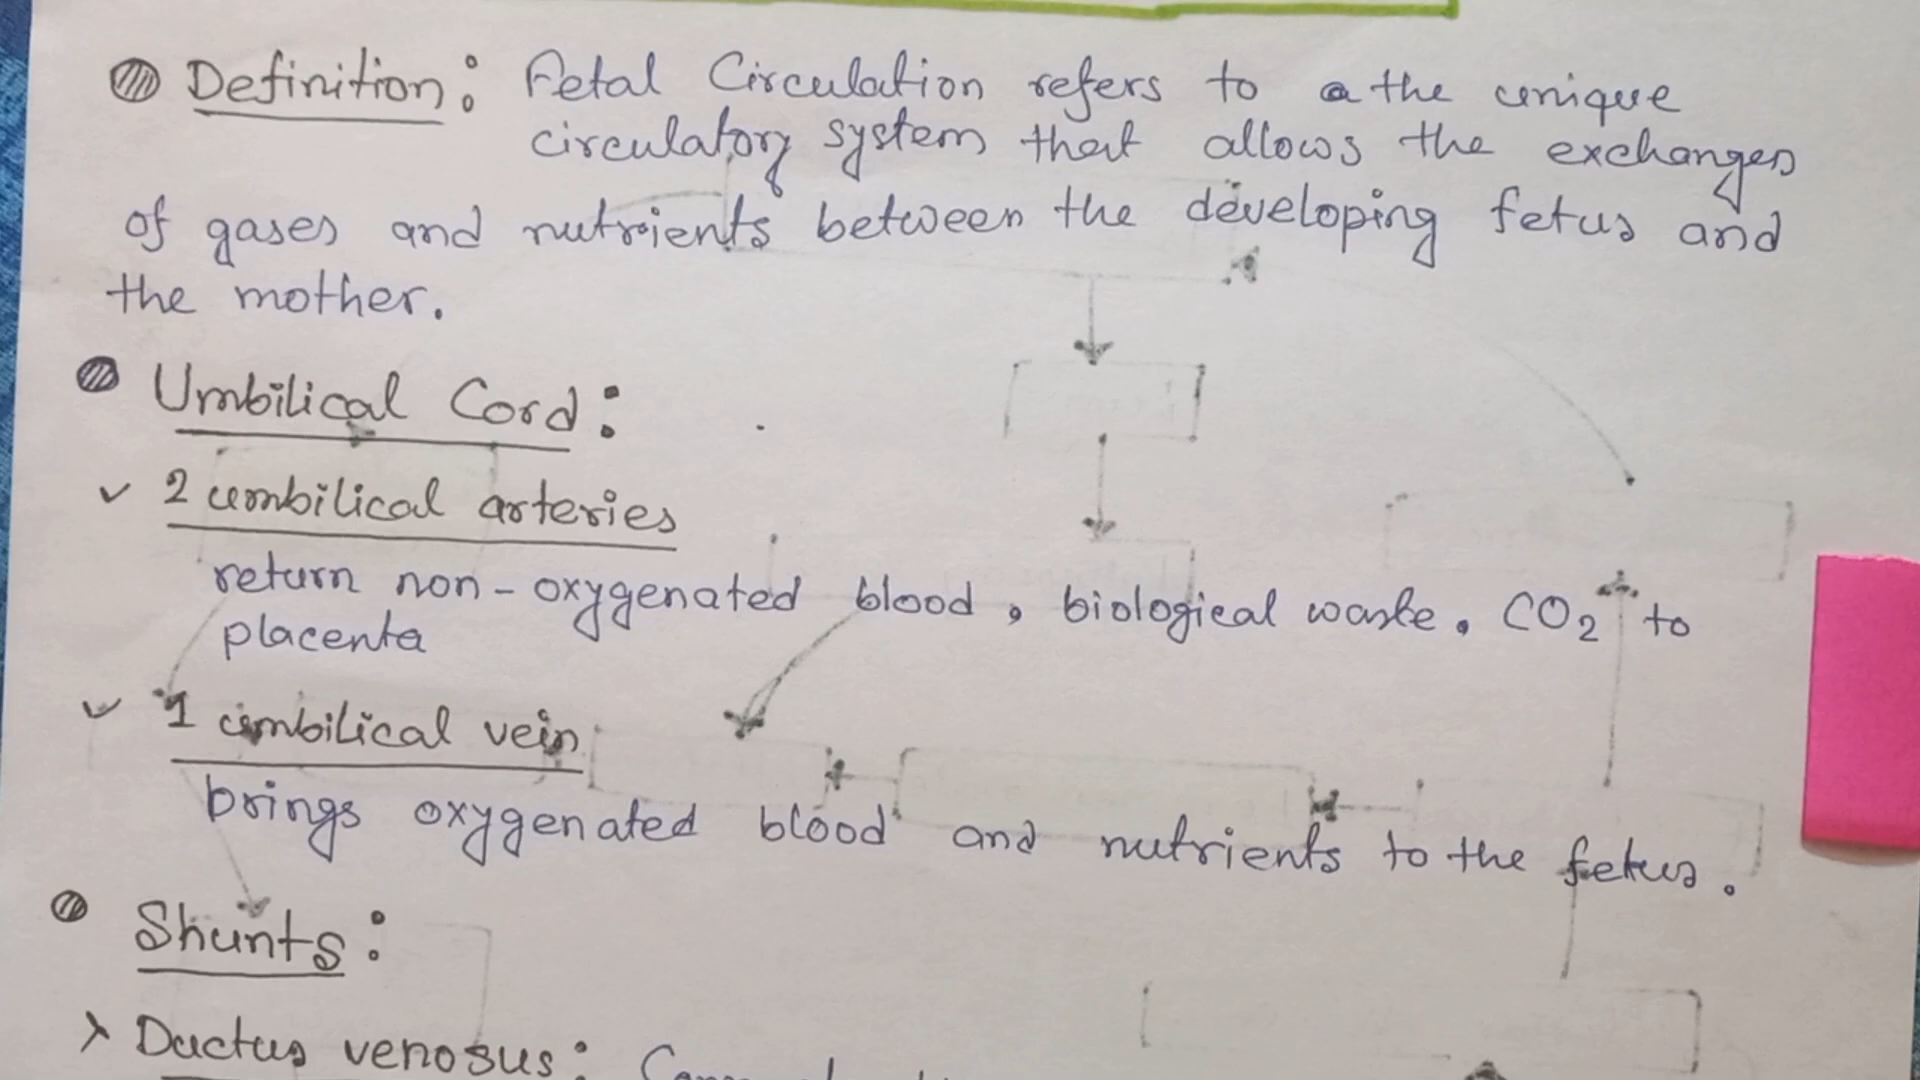 Definition: Fetal Circulation refers to a the unique
circulatory system that allows the exchanges
of gases and nutrients between the developing fetus and
the mother.
Umbilical Cord:
✓ 2 umbilical arteries
return non-oxygenated blood, biological waste. CO2 to
placenta
✓ 1 umbilical vein
brings oxygenated blood and nutrients to the fetus.
Shunts:
> Ductus venosus: